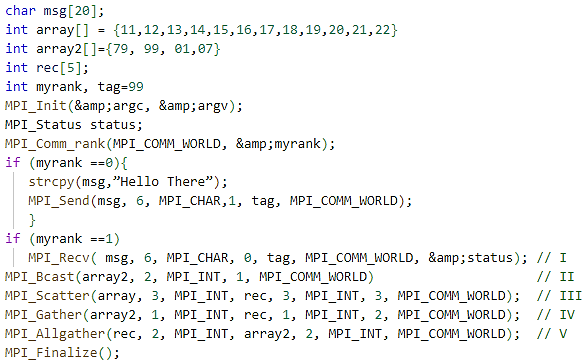 char msg[20];
int array[] = {11,12,13,14,15,16,17,18,19,20,21,22}
int array2[]={79, 99, 01,07}
int rec[5];
int myrank, tag=99
MPI_Init(&amp;argc, &amp;argv);
MPI_Status status;
MPI_Comm_rank(MPI_COMM_WORLD, &amp;myrank);
if (myrank ==0){
strcpy(msg,”Hello There”);
MPI_Send(msg, 6, MPI_CHAR,1, tag, MPI_COMM_WORLD);
}
if (myrank ==1)
MPI_Recv( msg, 6, MPI_CHAR, 0, tag, MPI_COMM_WORLD, &amp;status); // I
MPI_Bcast(array2, 2, MPI_INT, 1, MPI_COMM_WORLD) // II
MPI_Scatter(array, 3, MPI_INT, rec, 3, MPI_INT, 3, MPI_COMM_WORLD); // III
MPI_Gather(array2, 1, MPI_INT, rec, 1, MPI_INT, 2, MPI_COMM_WORLD); // IV
MPI_Allgather(rec, 2, MPI_INT, array2, 2, MPI_INT, MPI_COMM_WORLD); // V
MPI_Finalize();